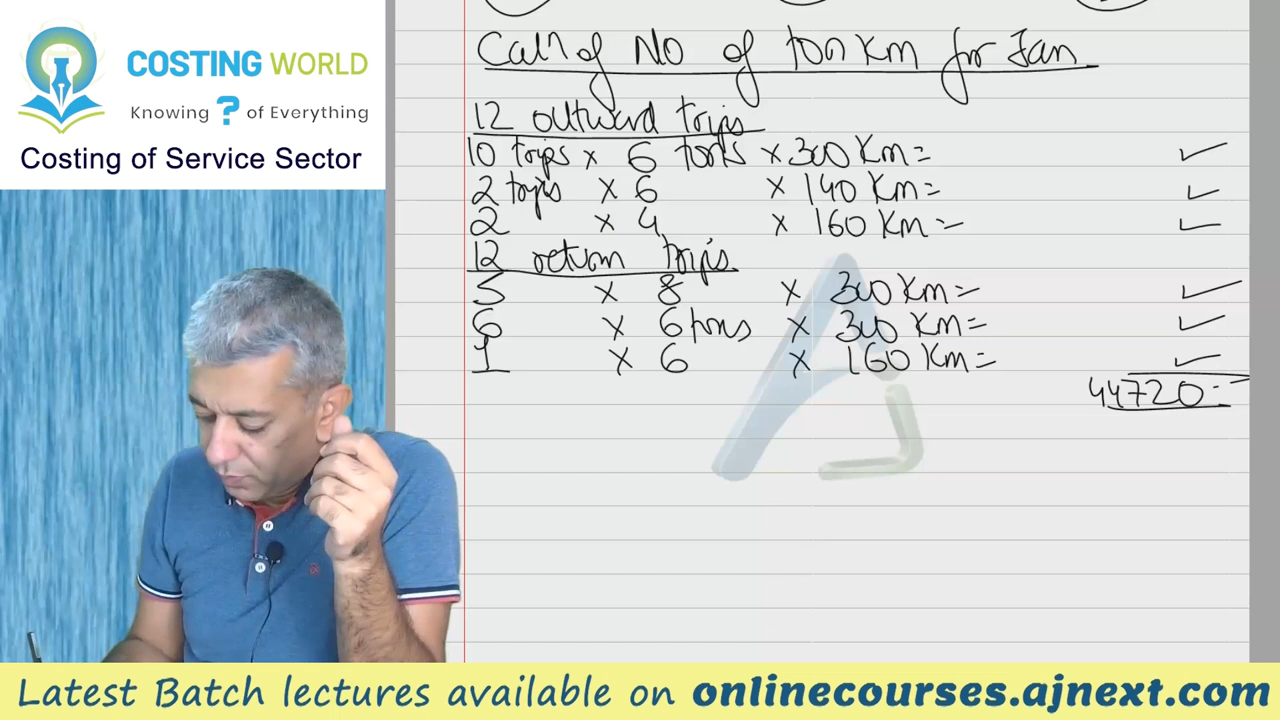 COSTING WORLD
Knowing ? of Everything
Costing of Service Sector
Caln of No of ton Km for Jan
12 outward trips
10 trips × 6 tonks × 300 Km =
2 trips × 6 × 140 Km =
2 × 4 × 160 Km =
12 return trips
5 × 8 × 300 Km =
6 × 6 tons × 300 Km =
1 × 6 × 160 Km =
44720
Latest Batch lectures available on onlinecourses.ajnext.com